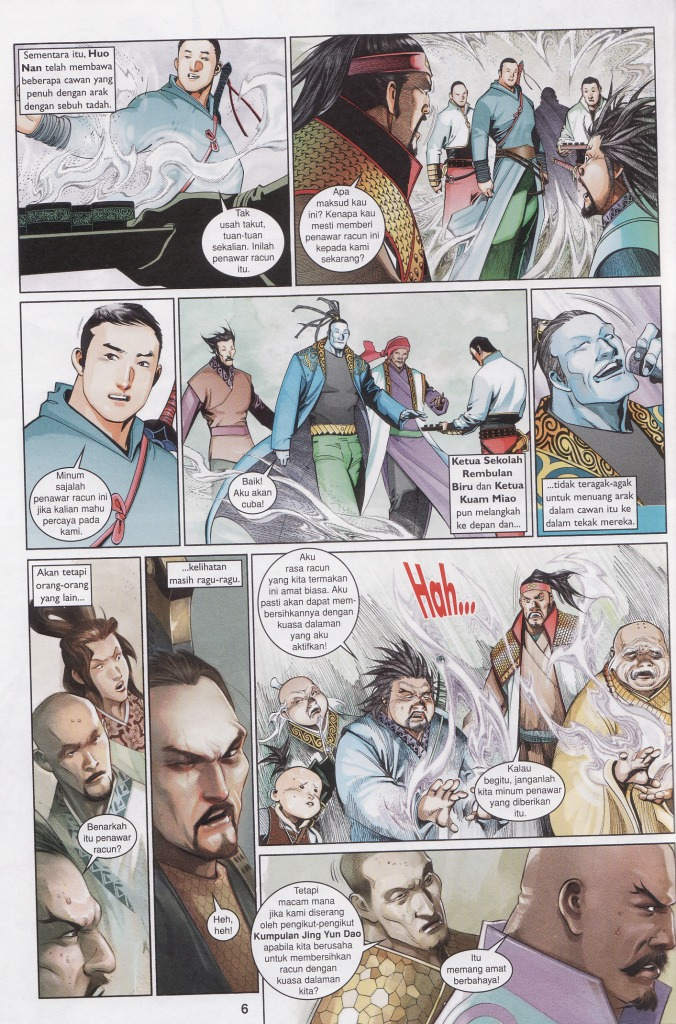 Sementara itu, Huo
Nan telah membawa
beberapa cawan yang
penuh dengan arak
dengan sebuh tadah.
Tak
usah takut,
tuan-tuan
sekalian. Inilah
penawar racun
itu.
Apa
maksud kau
ini? Kenapa kau
mesti memberi
penawar racun ini
kepada kami
sekarang?
Minum
sajalah
penawar racun ini
jika kalian mahu
percaya pada
kami.
Baik!
Aku akan
cuba!
Ketua Sekolah
Rembulan
Biru dan Ketua
Kuam Miao
pun melangkah
ke depan dan...
...tidak teragak-agak
untuk menuang arak
dalam cawan itu ke
dalam tekak mereka.
Akan tetapi
orang-orang
yang lain...
Benarkah
itu penawar
racun?
...kelihatan
masih ragu-ragu.
Heh,
heh!
Aku
rasa racun
yang kita termakan
ini amat biasa. Aku
pasti akan dapat mem-
bersihkannya dengan
kuasa dalaman
yang aku
aktifkan!
Hah...
Kalau
begitu, janganlah
kita minum penawar
yang diberikan
itu.
Tetapi
macam mana
jika kami diserang
oleh pengikut-pengikut
Kumpulan Jing Yun Dao
apabila kita berusaha
untuk membersihkan
racun dengan
kuasa dalaman
kita?
Itu
memang amat
berbahaya!
6